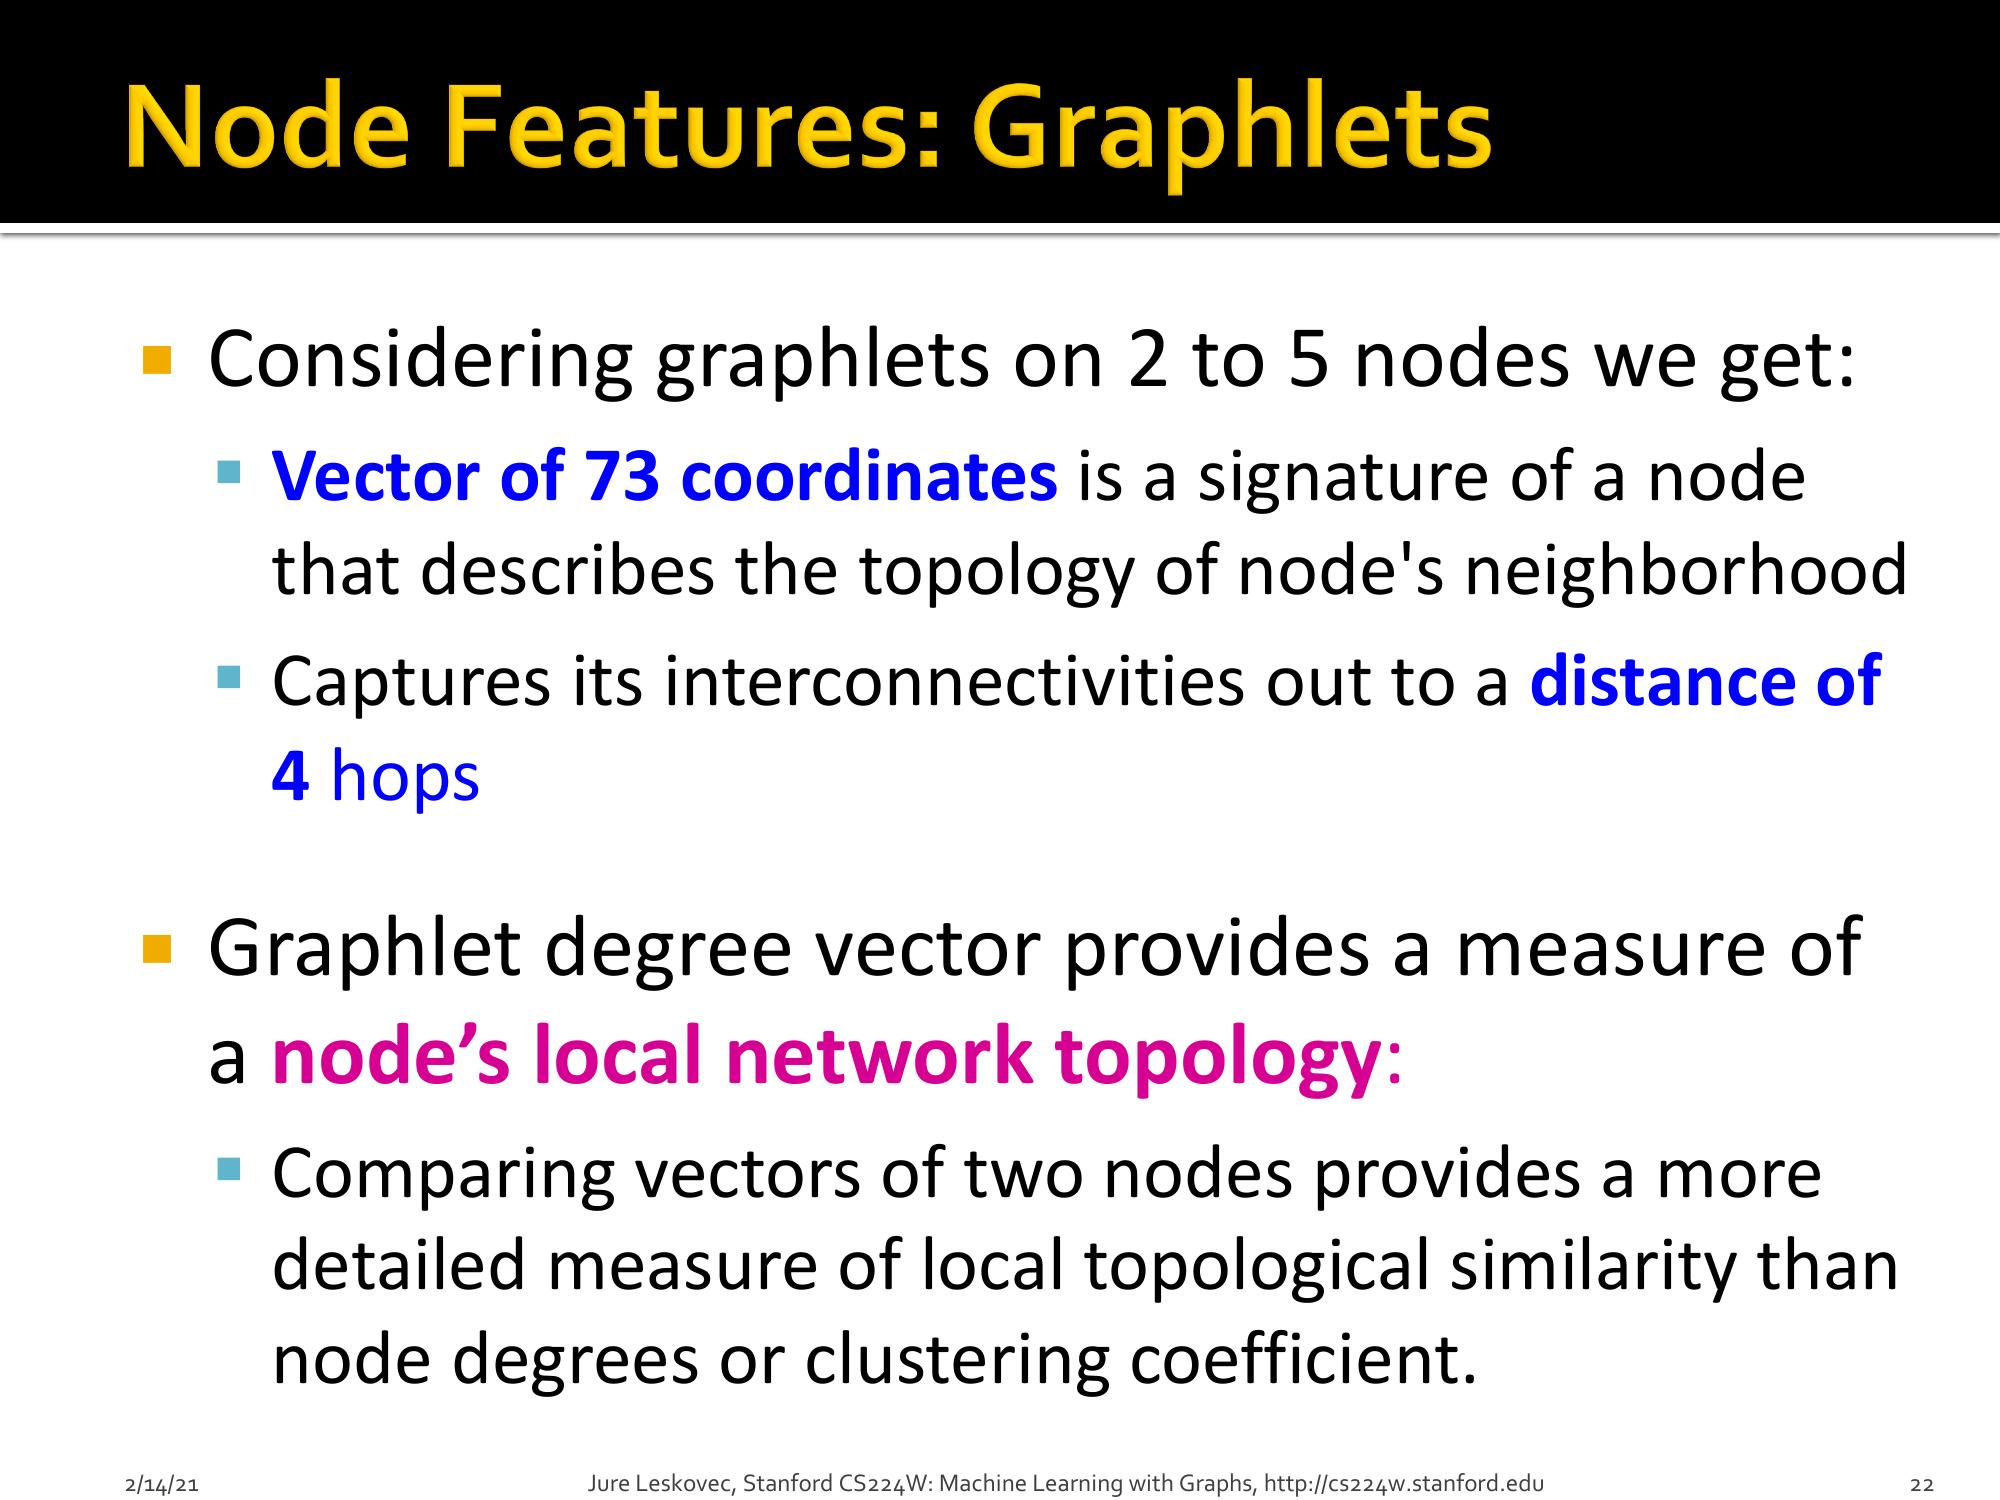 Node Features: Graphlets
Considering graphlets on 2 to 5 nodes we get:
Vector of 73 coordinates is a signature of a node
that describes the topology of node's neighborhood
Captures its interconnectivities out to a distance of
4 hops
Graphlet degree vector provides a measure of
a node’s local network topology:
Comparing vectors of two nodes provides a more
detailed measure of local topological similarity than
node degrees or clustering coefficient.
2/14/21 Jure Leskovec, Stanford CS224W: Machine Learning with Graphs, http://cs224w.stanford.edu 22